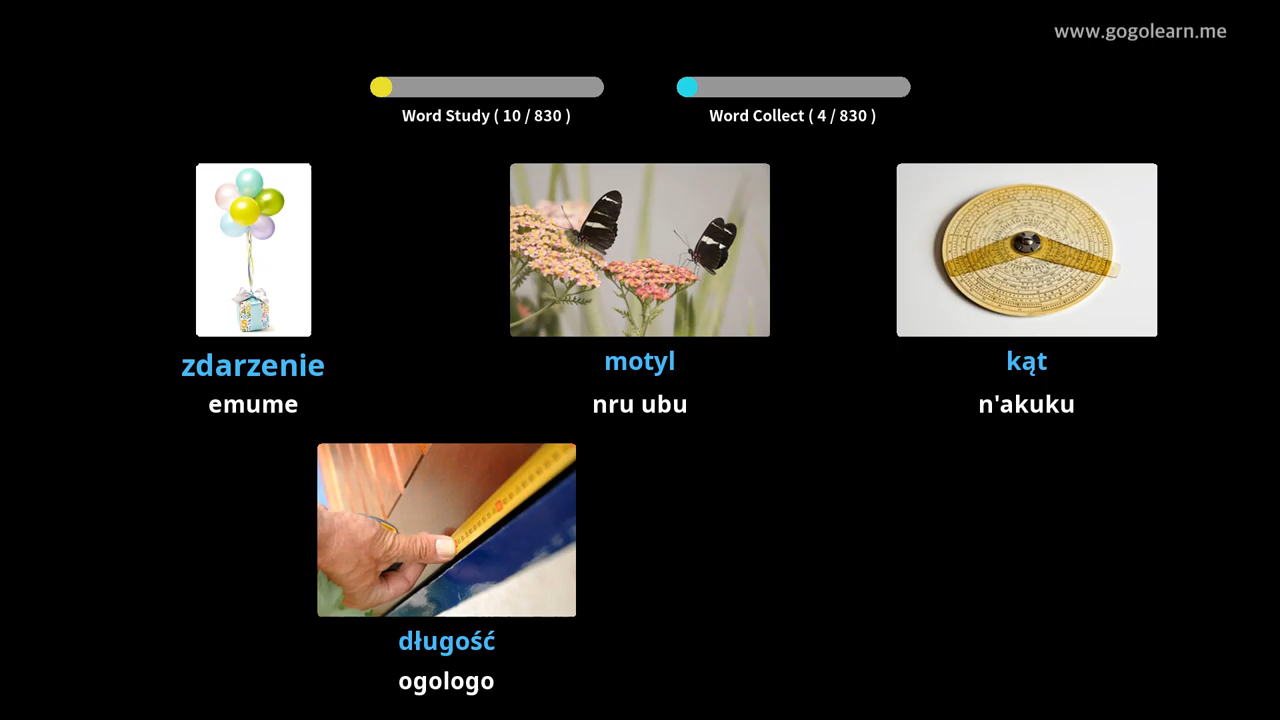 www.gogolearn.me
Word Study ( 10 / 830 )
Word Collect ( 4 / 830 )
zdarzenie
emume
motyl
nru ubu
kąt
n'akuku
długość
ogologo